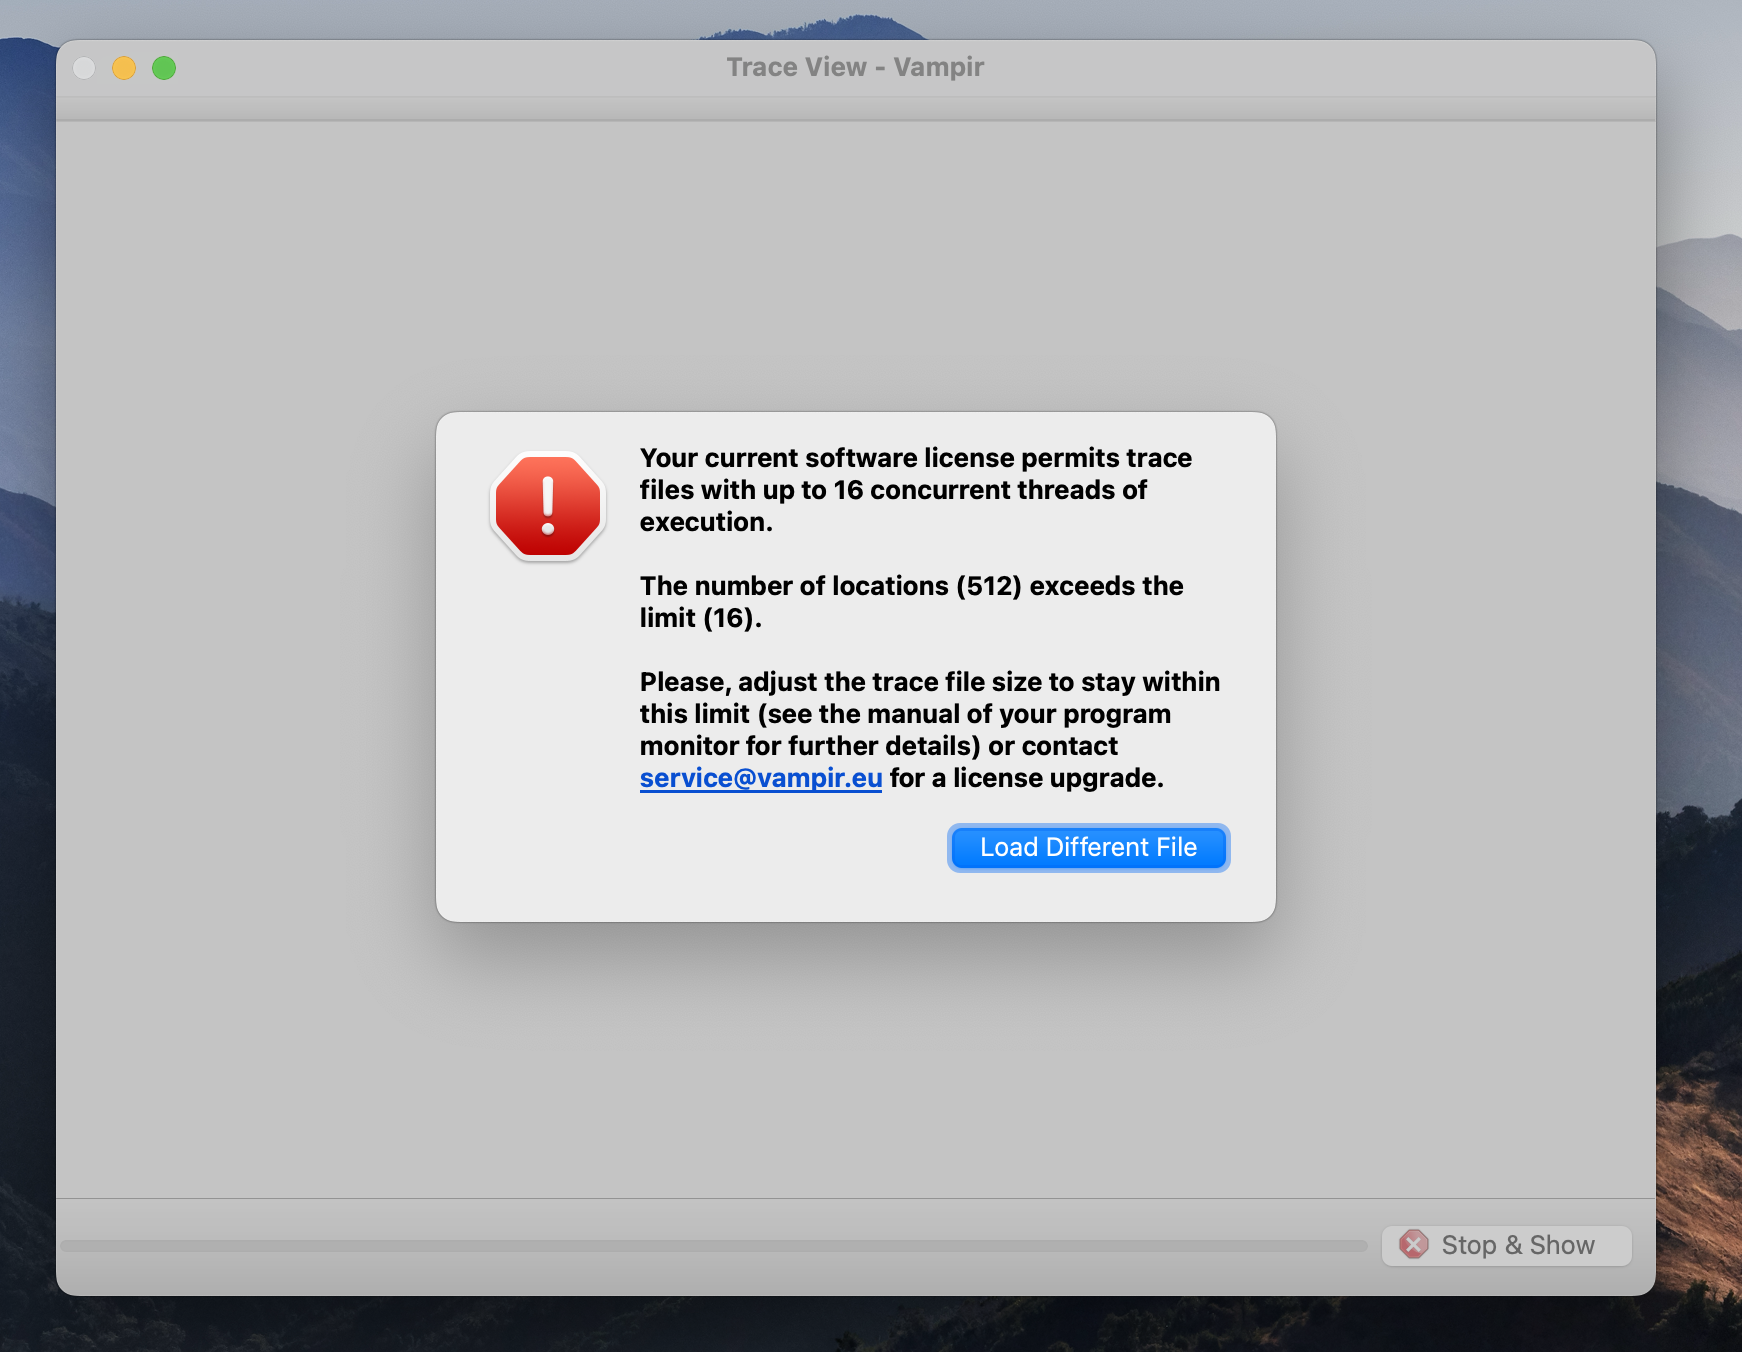 Trace View - Vampir
Your current software license permits trace
files with up to 16 concurrent threads of
execution.
The number of locations (512) exceeds the
limit (16).
Please, adjust the trace file size to stay within
this limit (see the manual of your program
monitor for further details) or contact
service@vampir.eu for a license upgrade.
Load Different File
Stop & Show